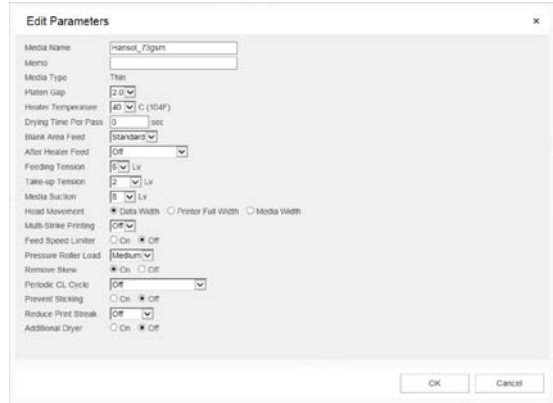 Edit Parameters ×
Media Name Hansol_73gsm
Memo
Media Type Thin
Platen Gap 2.0
Heater Temperature 40 C (104F)
Drying Time Per Pass 0 sec
Blank Area Feed Standard
After Heater Feed Off
Feeding Tension 6 Lv
Take-up Tension 2 Lv
Media Suction 5 Lv
Head Movement Data Width Printer Full Width Media Width
Multi-Strike Printing Off
Feed Speed Limiter On Off
Pressure Roller Load Medium
Remove Skew On Off
Periodic CL Cycle Off
Prevent Sticking On Off
Reduce Print Streak Off
Additional Dryer On Off
OK Cancel